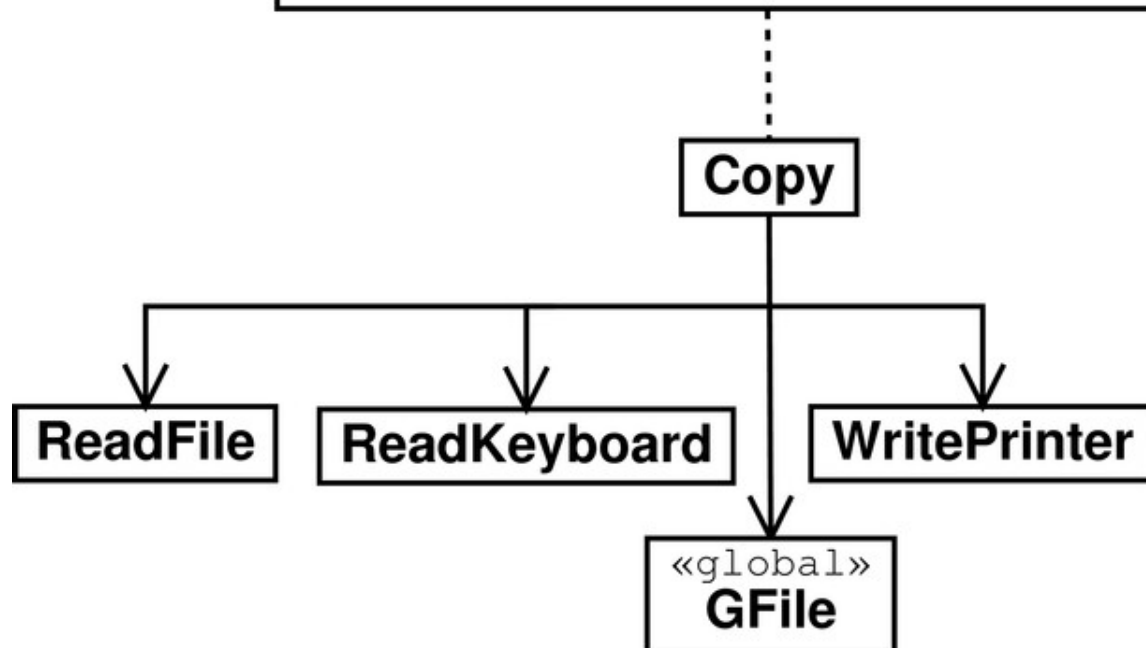 Copy
ReadFile
ReadKeyboard
WritePrinter
«global»
GFile